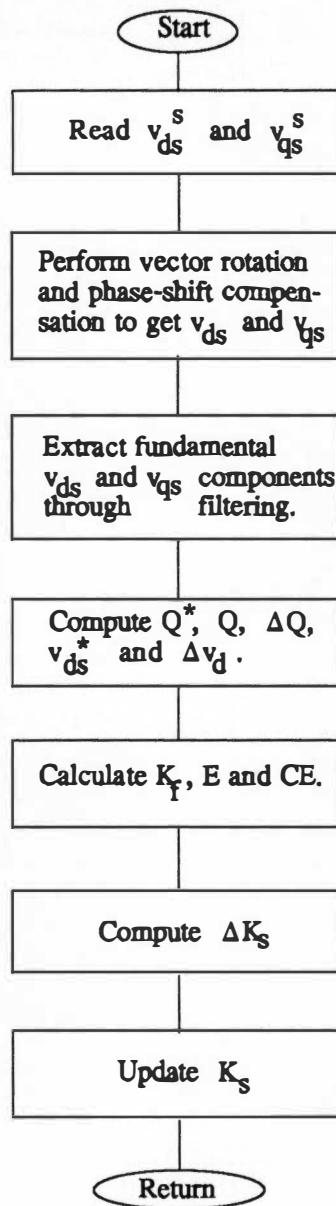 Start
Read v_ds^s and v_qs^s
Perform vector rotation
and phase-shift compen-
sation to get v_ds and v_qs
Extract fundamental
v_ds and v_qs components
through filtering.
Compute Q*, Q, ΔQ,
v_ds* and Δv_d .
Calculate K_f, E and CE.
Compute ΔK_s
Update K_s
Return